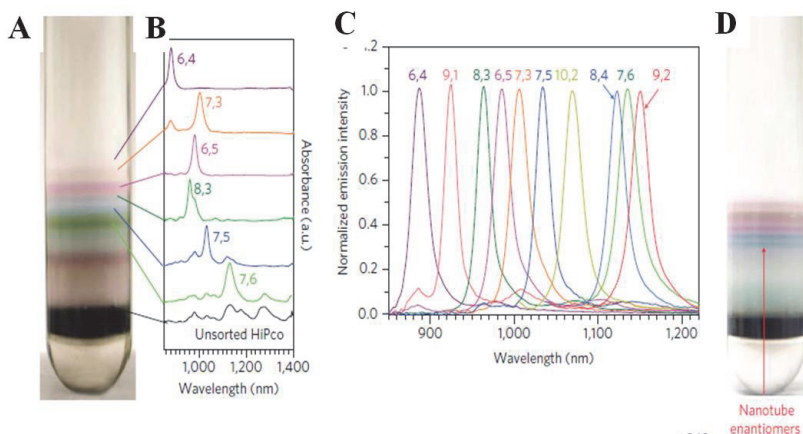 A
B
C
D
6,4
7,3
6,5
8,3
7,5
7,6
Unsorted HiPco
1,000 1,200 1,400
Wavelength (nm)
Absorbance (a.u.)
.2
1.0
0.8
0.6
0.4
0.2
0.0
Normalized emission intensity
6,4 9,1 8,3 6,5 7,3 7,5 10,2 8,4 7,6 9,2
900 1,000 1,100 1,200
Wavelength (nm)
Nanotube
enantiomers